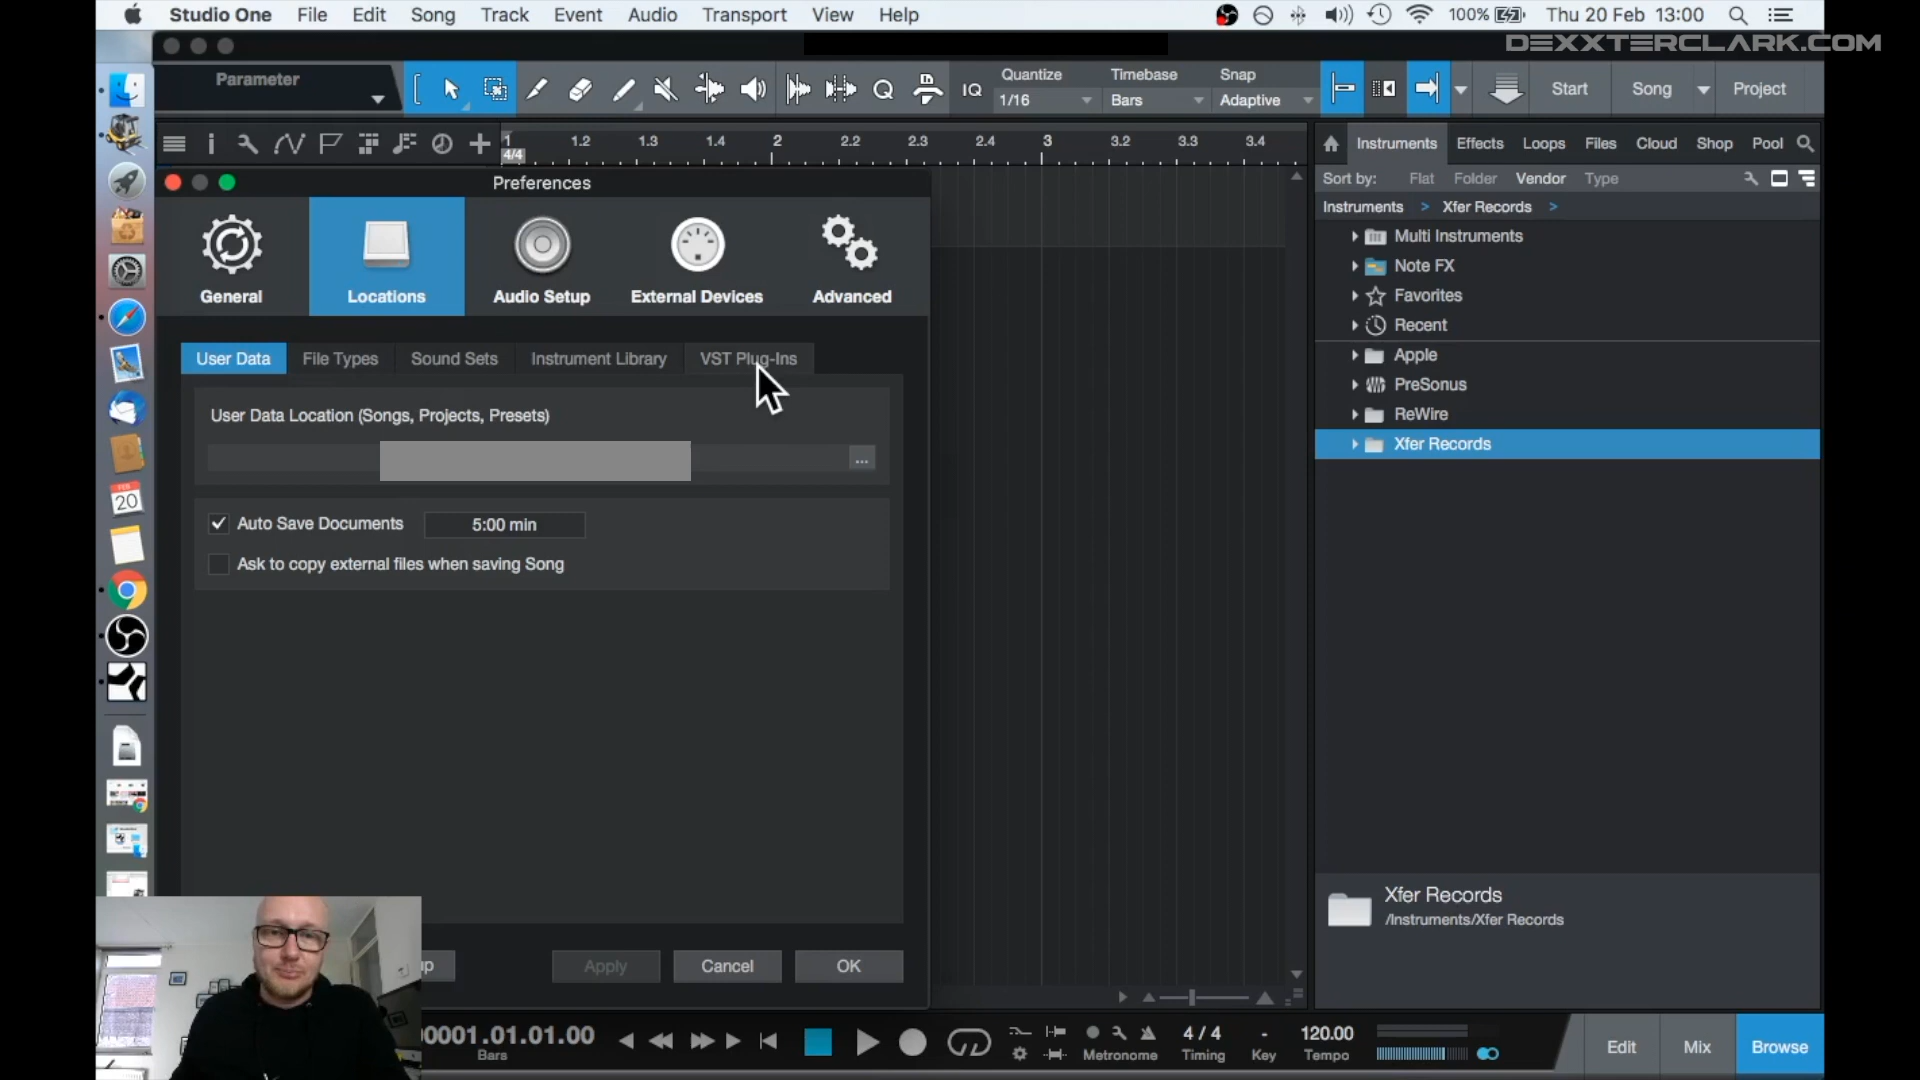 Studio One File Edit Song Track Event Audio Transport View Help 100% Thu 20 Feb 13:00
DEXXTERCLARK.COM
Parameter
IQ
Quantize
1/16
Timebase
Bars
Snap
Adaptive
Start Song Project
1 1.2 1.3 1.4 2 2.2 2.3 2.4 3 3.2 3.3 3.4
4/4
Instruments Effects Loops Files Cloud Shop Pool
Sort by: Flat Folder Vendor Type
Instruments > Xfer Records >
Multi Instruments
Note FX
Favorites
Recent
Apple
PreSonus
ReWire
Xfer Records
Preferences
General Locations Audio Setup External Devices Advanced
User Data File Types Sound Sets Instrument Library VST Plug-Ins
User Data Location (Songs, Projects, Presets)
...
Auto Save Documents 5:00 min
Ask to copy external files when saving Song
FEB
20
Apply Cancel OK
Xfer Records
/Instruments/Xfer Records
00001.01.01.00
Bars
Metronome
4 / 4
Timing
-
Key
120.00
Tempo
Edit Mix Browse